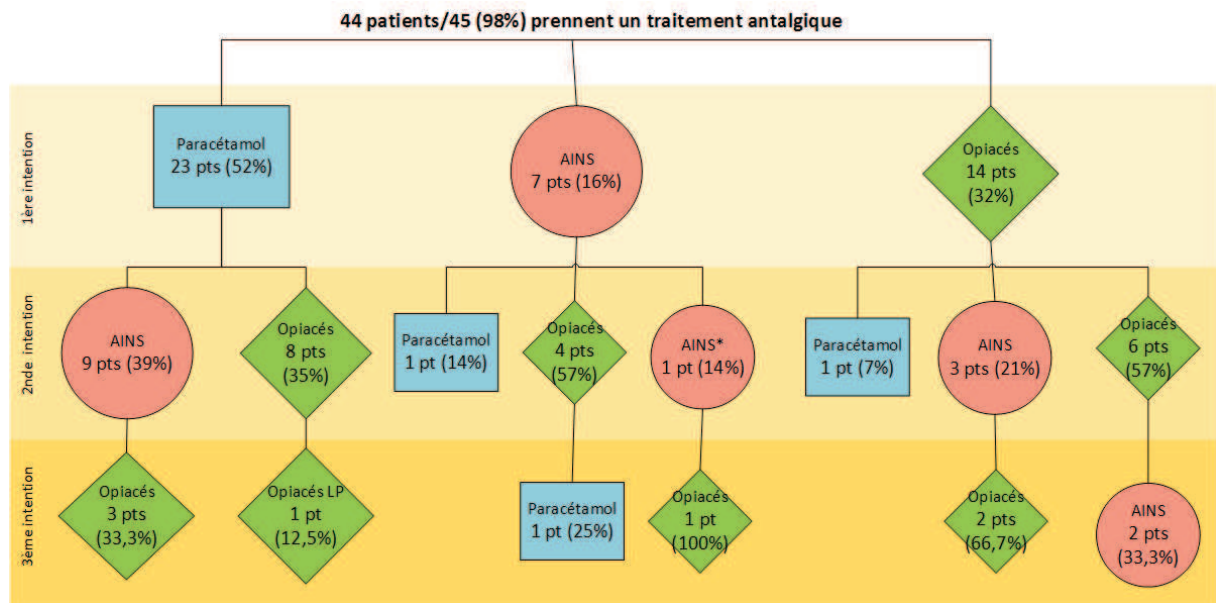 44 patients/45 (98%) prennent un traitement antalgique
1ère intention
Paracétamol
23 pts (52%)
AINS
7 pts (16%)
Opiacés
14 pts
(32%)
2nde intention
AINS
9 pts (39%)
Opiacés
8 pts
(35%)
Paracétamol
1 pt (14%)
Opiacés
4 pts
(57%)
AINS*
1 pt (14%)
Paracétamol
1 pt (7%)
AINS
3 pts (21%)
Opiacés
6 pts
(57%)
3ème intention
Opiacés
3 pts
(33,3%)
Opiacés LP
1 pt
(12,5%)
Paracétamol
1 pt (25%)
Opiacés
1 pt
(100%)
Opiacés
2 pts
(66,7%)
AINS
2 pts
(33,3%)